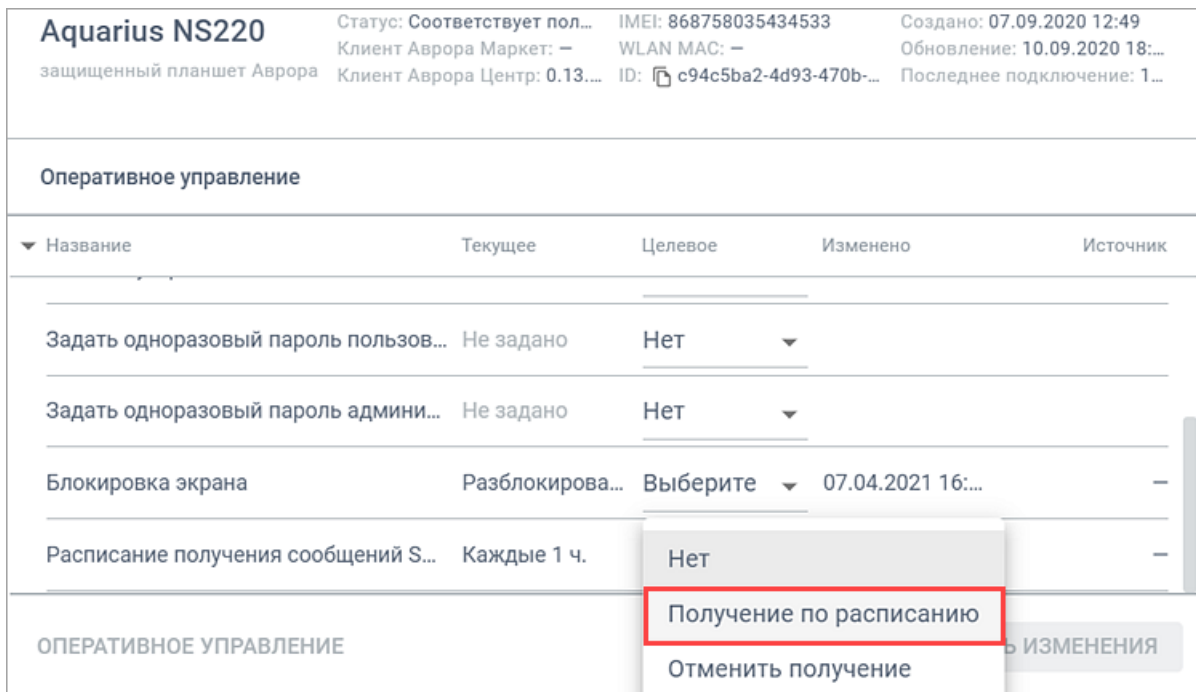 Aquarius NS220
защищенный планшет Аврора
Статус: Соответствует пол...
Клиент Аврора Маркет: —
Клиент Аврора Центр: 0.13....
IMEI: 868758035434533
WLAN MAC: —
ID: c94c5ba2-4d93-470b-...
Создано: 07.09.2020 12:49
Обновление: 10.09.2020 18:...
Последнее подключение: 1...
Оперативное управление
Название Текущее Целевое Изменено Источник
Задать одноразовый пароль пользов... Не задано Нет
Задать одноразовый пароль админи... Не задано Нет
Блокировка экрана Разблокирова... Выберите 07.04.2021 16:... —
Расписание получения сообщений S... Каждые 1 ч. —
Нет
Получение по расписанию
Отменить получение
ОПЕРАТИВНОЕ УПРАВЛЕНИЕ
Ь ИЗМЕНЕНИЯ